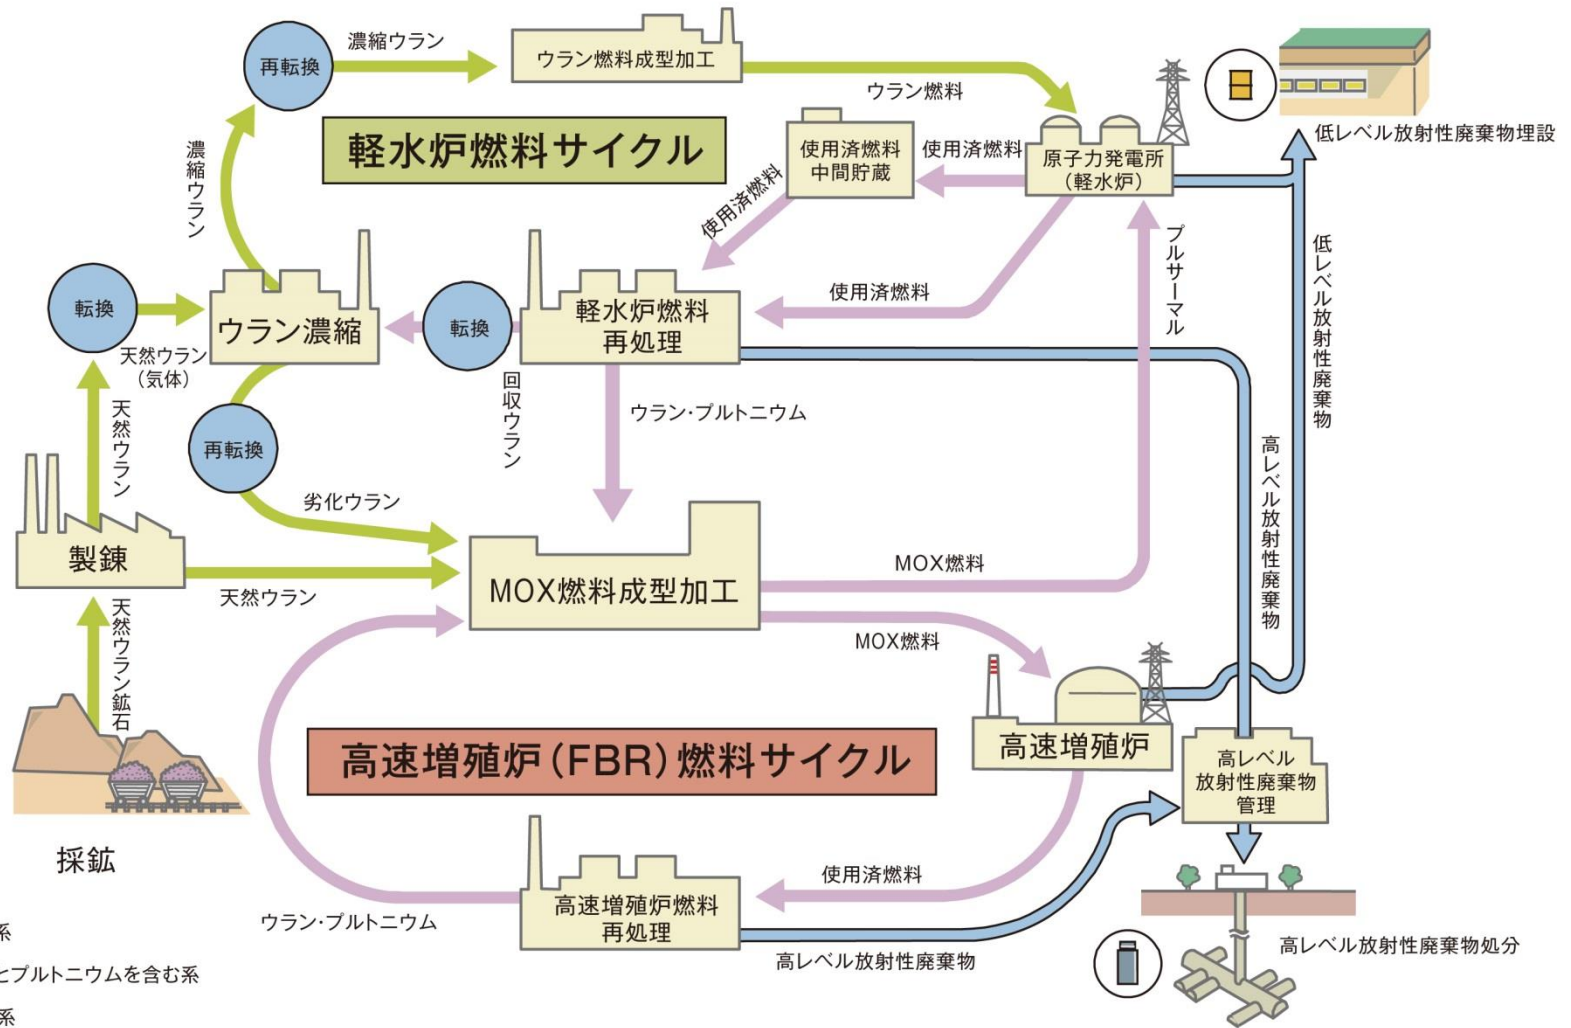 再転換
濃縮ウラン
ウラン燃料成型加工
ウラン燃料
低レベル放射性廃棄物埋設
軽水炉燃料サイクル
使用済燃料
中間貯蔵
使用済燃料
原子力発電所
（軽水炉）
濃縮ウラン
使用済燃料
プルサーマル
低レベル放射性廃棄物
転換
天然ウラン
（気体）
ウラン濃縮
転換
回収ウラン
軽水炉燃料
再処理
使用済燃料
ウラン・プルトニウム
高レベル放射性廃棄物
天然ウラン
再転換
劣化ウラン
製錬
天然ウラン
MOX燃料成型加工
MOX燃料
MOX燃料
天然ウラン鉱石
採鉱
高速増殖炉（FBR）燃料サイクル
高速増殖炉
高レベル
放射性廃棄物
管理
使用済燃料
ウラン・プルトニウム
高速増殖炉燃料
再処理
高レベル放射性廃棄物
高レベル放射性廃棄物処分
系
とプルトニウムを含む系
系